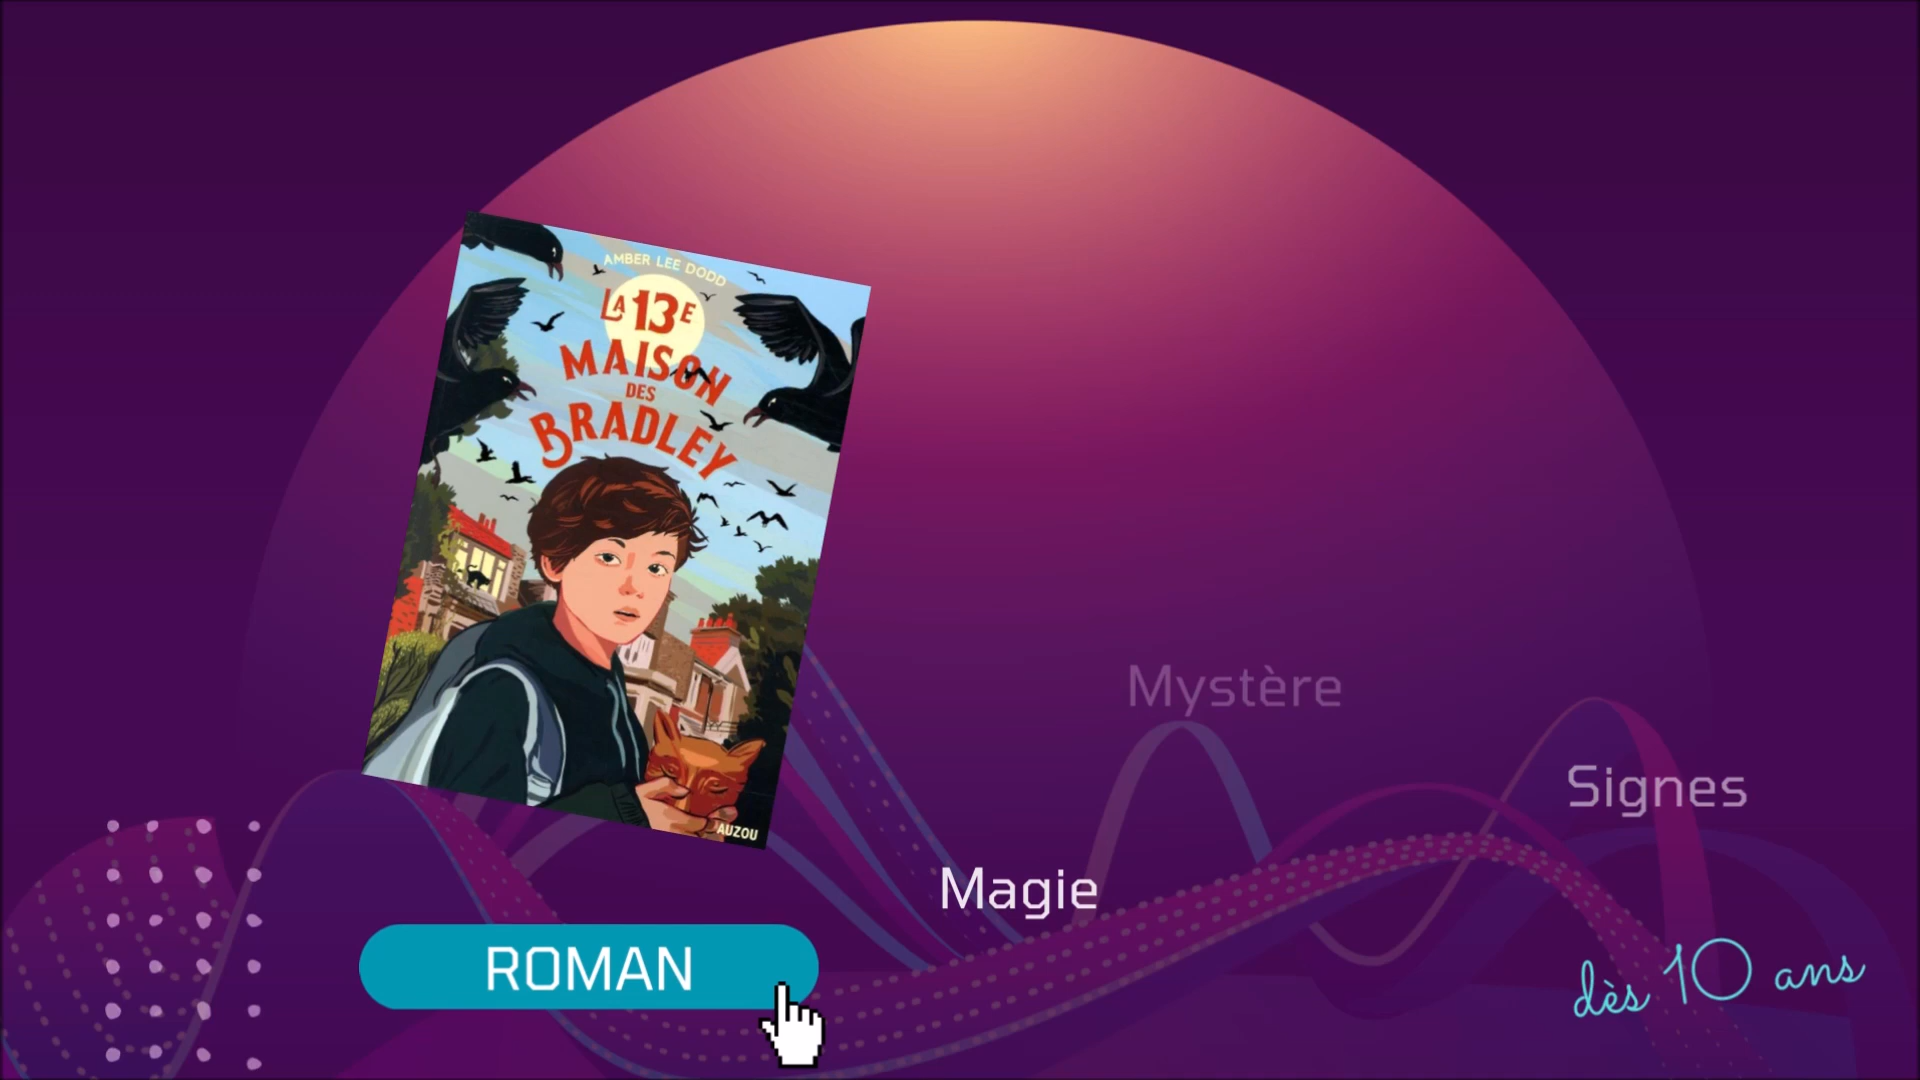 AMBER LEE DODD
LA 13E
MAISON
DES
BRADLEY
AUZOU
Mystère
Signes
Magie
ROMAN
dès 10 ans